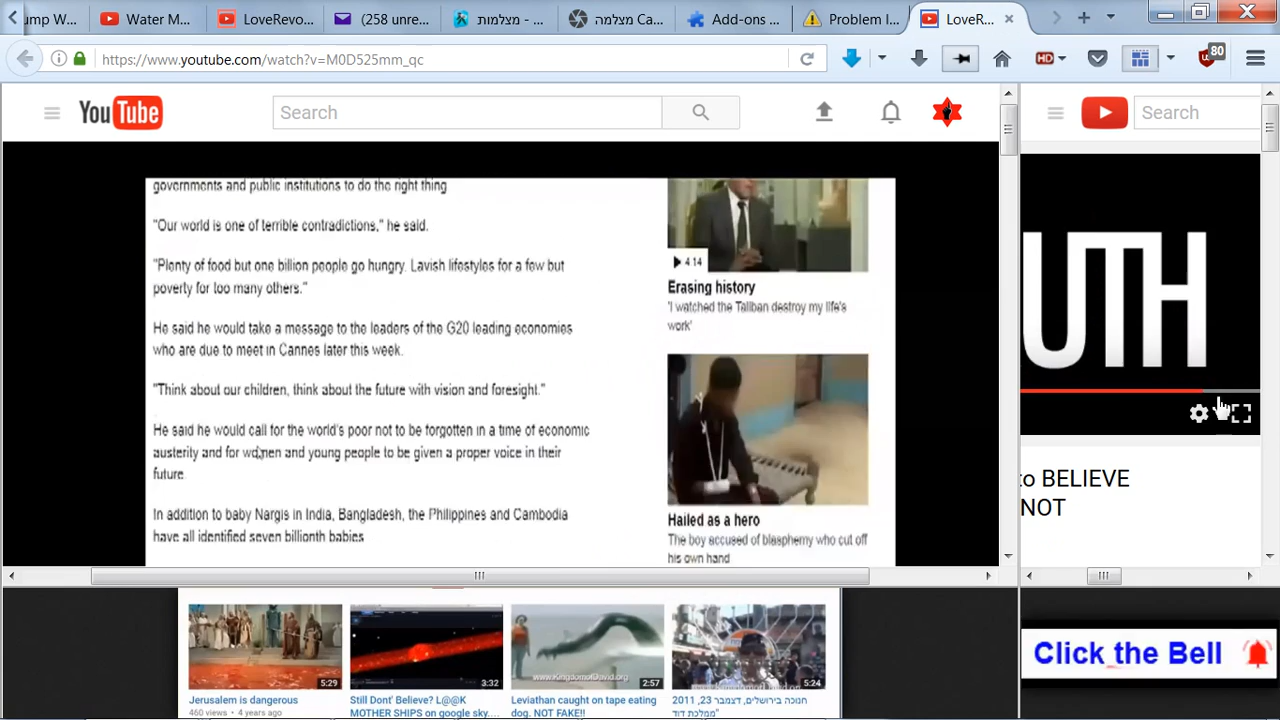 ump W...
Water M...
LoveRevo...
(258 unre...
מצלמות - ...
מצלמה Ca...
Add-ons ...
Problem l...
LoveR...
https://www.youtube.com/watch?v=M0D525mm_qc
HD
80
YouTube
Search
Search
governments and public institutions to do the right thing
"Our world is one of terrible contradictions," he said.
"Plenty of food but one billion people go hungry. Lavish lifestyles for a few but
poverty for too many others."
He said he would take a message to the leaders of the G20 leading economies
who are due to meet in Cannes later this week.
"Think about our children, think about the future with vision and foresight."
He said he would call for the world's poor not to be forgotten in a time of economic
austerity and for women and young people to be given a proper voice in their
future
In addition to baby Nargis in India, Bangladesh, the Philippines and Cambodia
have all identified seven billionth babies
4.14
Erasing history
'I watched the Taliban destroy my life's
work'
Hailed as a hero
The boy accused of blasphemy who cut off
his own hand
UTH
to BELIEVE
NOT
5:29
Jerusalem is dangerous
460 views • 4 years ago
3:32
Still Dont' Believe? L@@K
MOTHER SHIPS on google sky....
www.KingdomofDavid.org
2:57
Leviathan caught on tape eating
dog. NOT FAKE!!
5:24
חנוכה בירושלים, דצמבר 23, 2011
"ממלכת דוד
Click the Bell